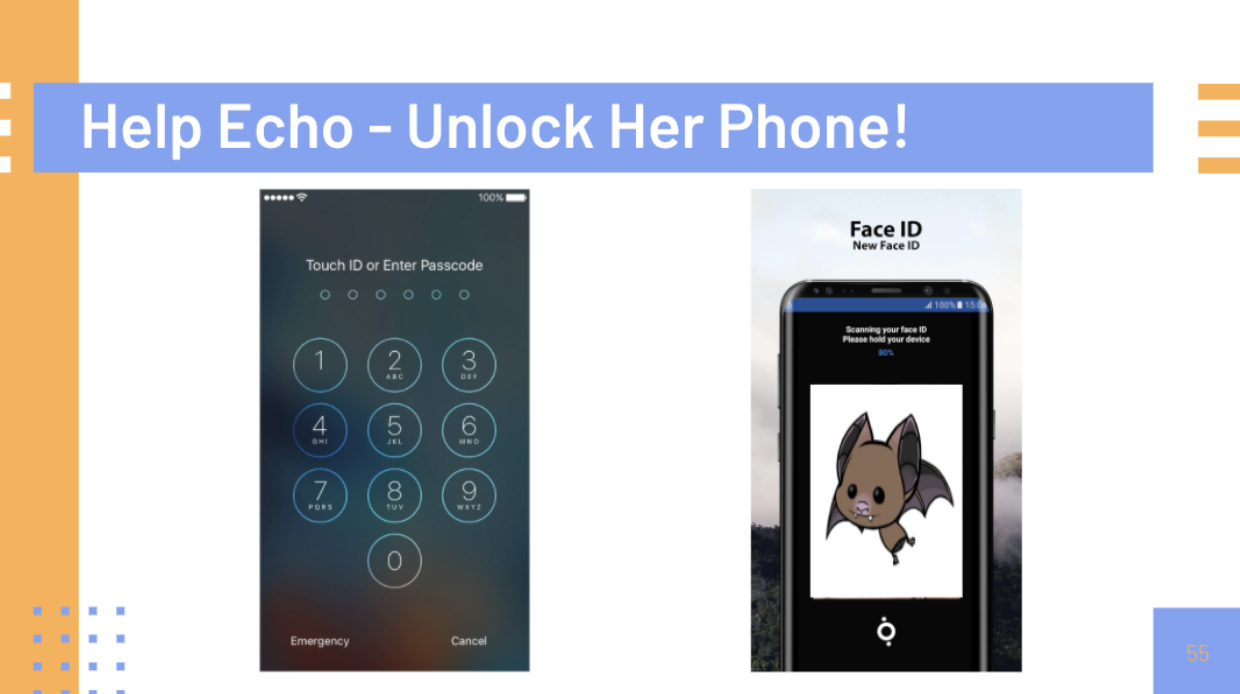 Help Echo - Unlock Her Phone!
100%
Touch ID or Enter Passcode
1
2
ABC
3
DEF
4
GHI
5
JKL
6
MNO
7
PQRS
8
TUV
9
WXYZ
0
Emergency
Cancel
Face ID
New Face ID
100%
Scanning your face ID
Please hold your device
80%
55